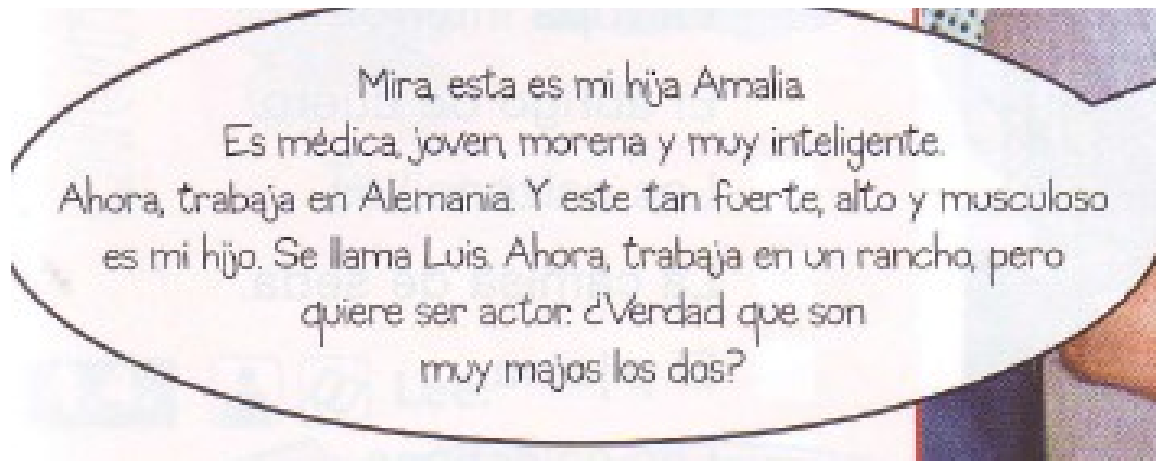 Mira, esta es mi hija Amalia.
Es médica, joven, morena y muy inteligente.
Ahora, trabaja en Alemania. Y este tan fuerte, alto y musculoso
es mi hijo. Se llama Luis. Ahora, trabaja en un rancho, pero
quiere ser actor. ¿Verdad que son
muy majos los dos?